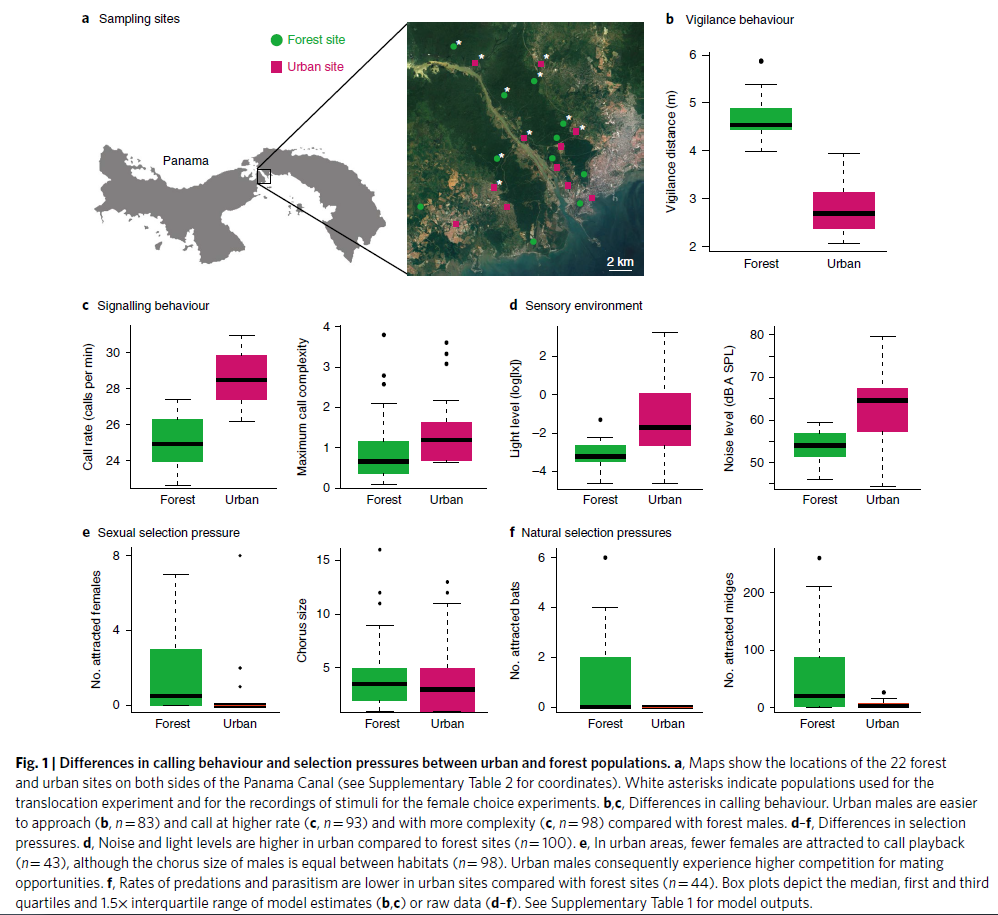 a Sampling sites
Forest site
Urban site
Panama
*
*
*
*
*
*
*
*
*
*
2 km
b Vigilance behaviour
Vigilance distance (m)
6
5
4
3
2
Forest Urban
c Signalling behaviour
Call rate (calls per min)
30
28
26
24
Forest Urban
Maximum call complexity
4
3
2
1
0
Forest Urban
d Sensory environment
Light level (log[lx])
2
0
−2
−4
Forest Urban
Noise level (dB A SPL)
80
70
60
50
Forest Urban
e Sexual selection pressure
No. attracted females
8
4
0
Forest Urban
Chorus size
15
10
5
Forest Urban
f Natural selection pressures
No. attracted bats
6
4
2
0
Forest Urban
No. attracted midges
200
100
0
Forest Urban
Fig. 1 | Differences in calling behaviour and selection pressures between urban and forest populations. a, Maps show the locations of the 22 forest
and urban sites on both sides of the Panama Canal (see Supplementary Table 2 for coordinates). White asterisks indicate populations used for the
translocation experiment and for the recordings of stimuli for the female choice experiments. b,c, Differences in calling behaviour. Urban males are easier
to approach (b, n = 83) and call at higher rate (c, n = 93) and with more complexity (c, n = 98) compared with forest males. d–f, Differences in selection
pressures. d, Noise and light levels are higher in urban compared to forest sites (n = 100). e, In urban areas, fewer females are attracted to call playback
(n = 43), although the chorus size of males is equal between habitats (n = 98). Urban males consequently experience higher competition for mating
opportunities. f, Rates of predations and parasitism are lower in urban sites compared with forest sites (n = 44). Box plots depict the median, first and third
quartiles and 1.5× interquartile range of model estimates (b,c) or raw data (d–f). See Supplementary Table 1 for model outputs.